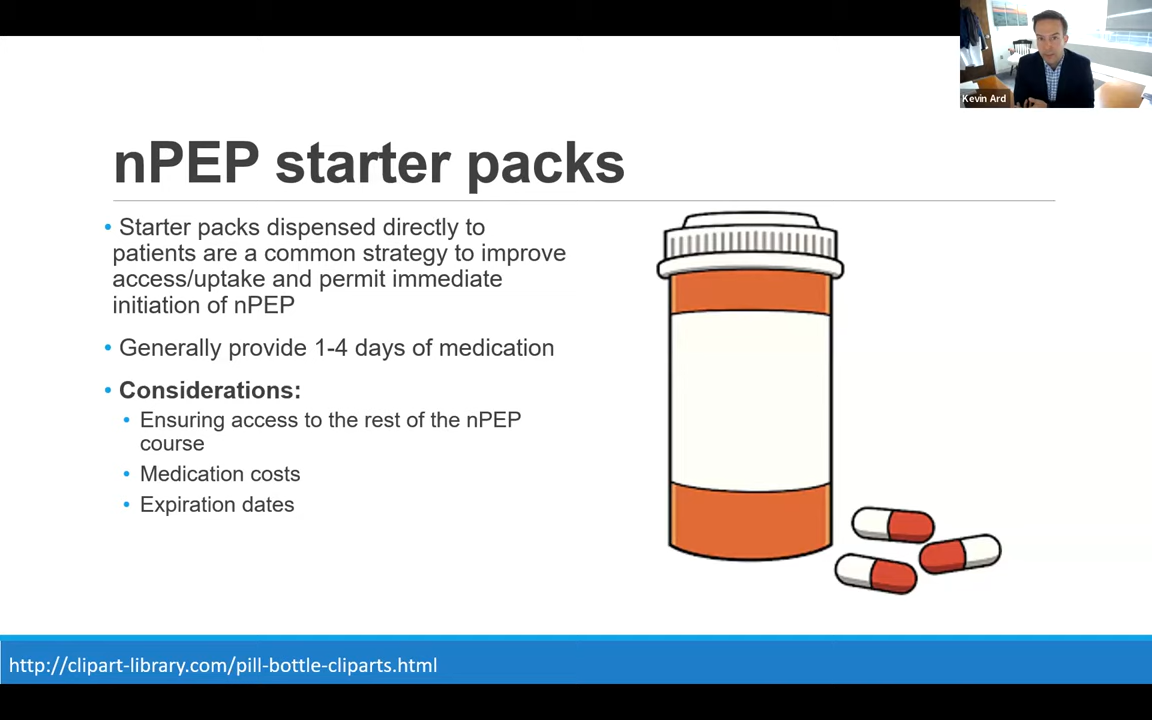 Kevin Ard
nPEP starter packs
• Starter packs dispensed directly to
patients are a common strategy to improve
access/uptake and permit immediate
initiation of nPEP
• Generally provide 1-4 days of medication
• Considerations:
• Ensuring access to the rest of the nPEP
course
• Medication costs
• Expiration dates
http://clipart-library.com/pill-bottle-cliparts.html